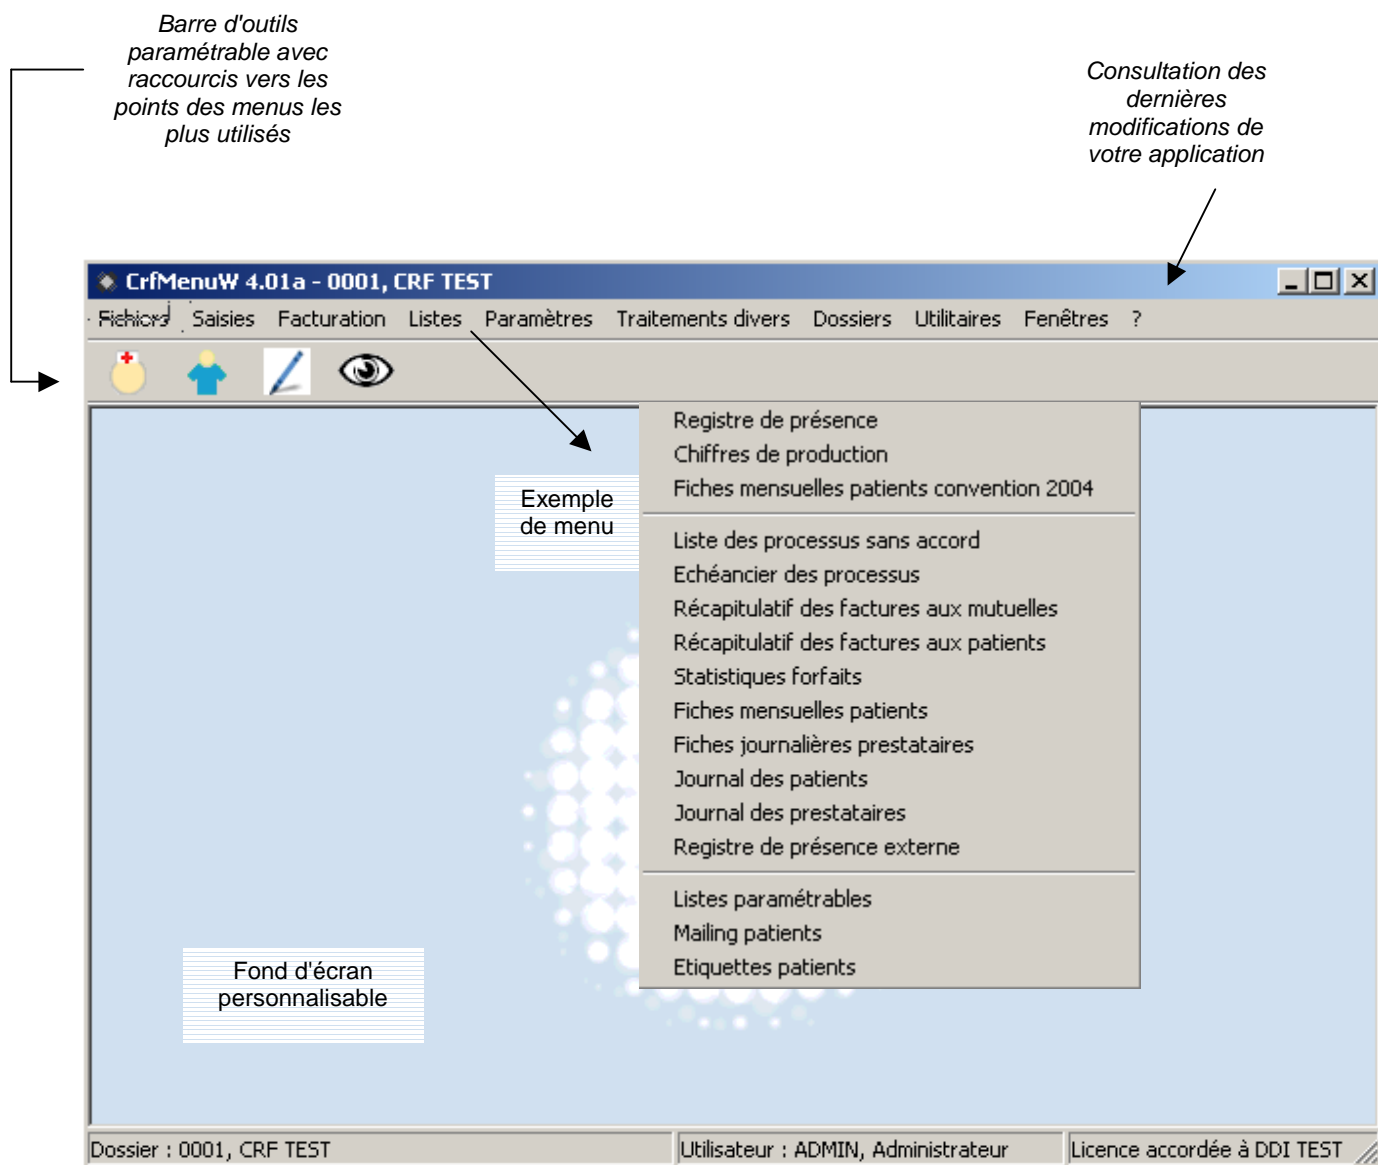 Barre d'outils
paramétrable avec
raccourcis vers les
points des menus les
plus utilisés
Consultation des
dernières
modifications de
votre application
CrfMenuW 4.01a - 0001, CRF TEST
Fichiers Saisies Facturation Listes Paramètres Traitements divers Dossiers Utilitaires Fenêtres ?
Registre de présence
Chiffres de production
Fiches mensuelles patients convention 2004
Exemple
de menu
Liste des processus sans accord
Echéancier des processus
Récapitulatif des factures aux mutuelles
Récapitulatif des factures aux patients
Statistiques forfaits
Fiches mensuelles patients
Fiches journalières prestataires
Journal des patients
Journal des prestataires
Registre de présence externe
Listes paramétrables
Mailing patients
Etiquettes patients
Fond d'écran
personnalisable
Dossier : 0001, CRF TEST
Utilisateur : ADMIN, Administrateur
Licence accordée à DDI TEST